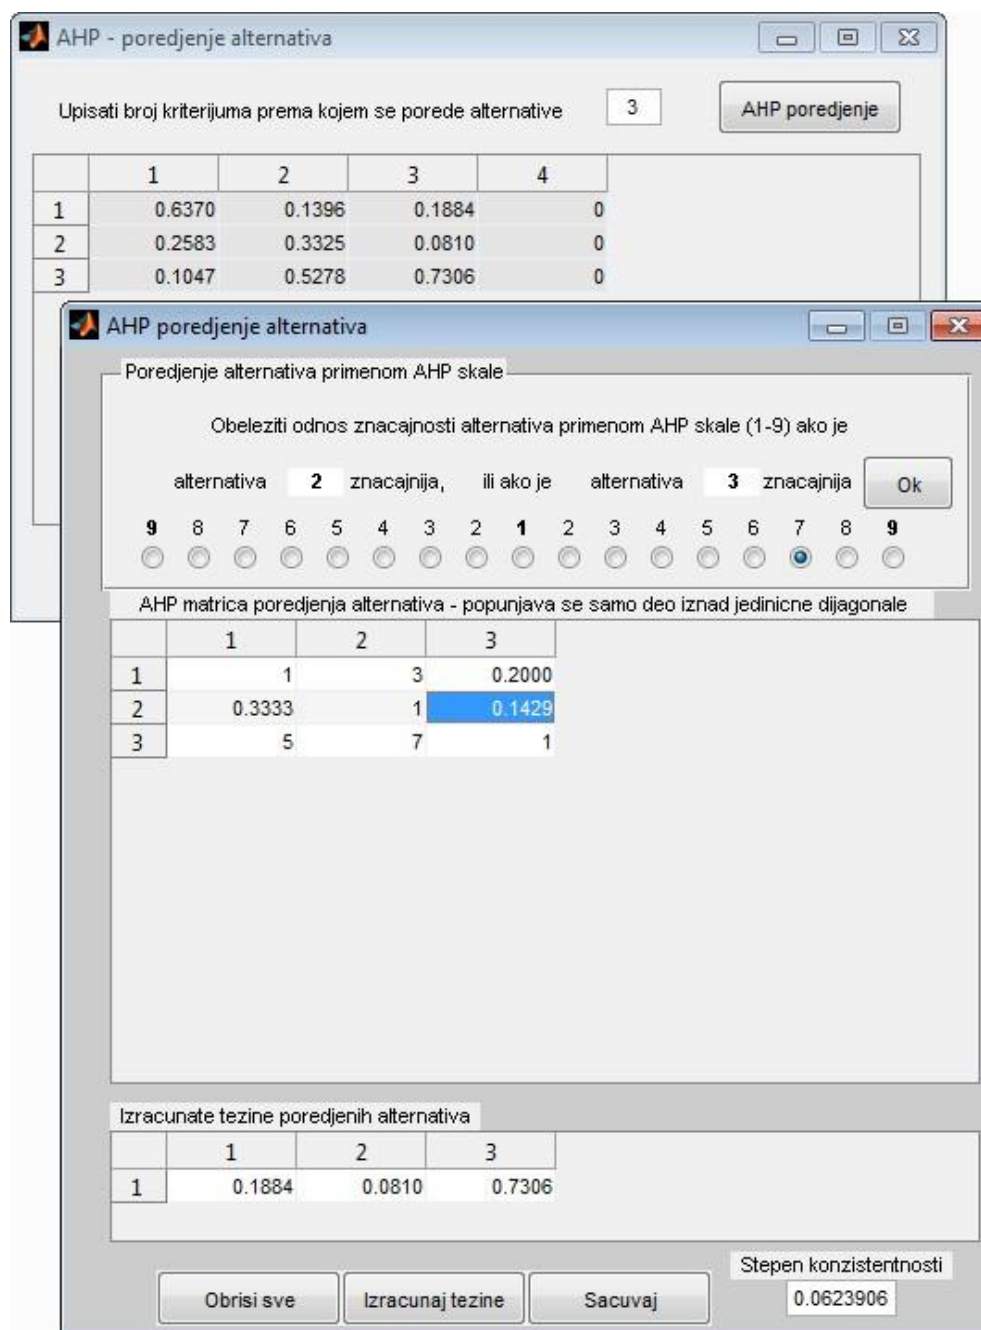 AHP - poredjenje alternativa
Upisati broj kriterijuma prema kojem se porede alternative 3 AHP poredjenje
1 2 3 4
1 0.6370 0.1396 0.1884 0
2 0.2583 0.3325 0.0810 0
3 0.1047 0.5278 0.7306 0
AHP poredjenje alternativa
Poredjenje alternativa primenom AHP skale
Obeleziti odnos znacajnosti alternativa primenom AHP skale (1-9) ako je
alternativa 2 znacajnija, ili ako je alternativa 3 znacajnija Ok
9 8 7 6 5 4 3 2 1 2 3 4 5 6 7 8 9
AHP matrica poredjenja alternativa - popunjava se samo deo iznad jedinicne dijagonale
1 2 3
1 1 3 0.2000
2 0.3333 1 0.1429
3 5 7 1
Izracunate tezine poredjenih alternativa
1 2 3
1 0.1884 0.0810 0.7306
Stepen konzistentnosti
Obrisi sve Izracunaj tezine Sacuvaj 0.0623906